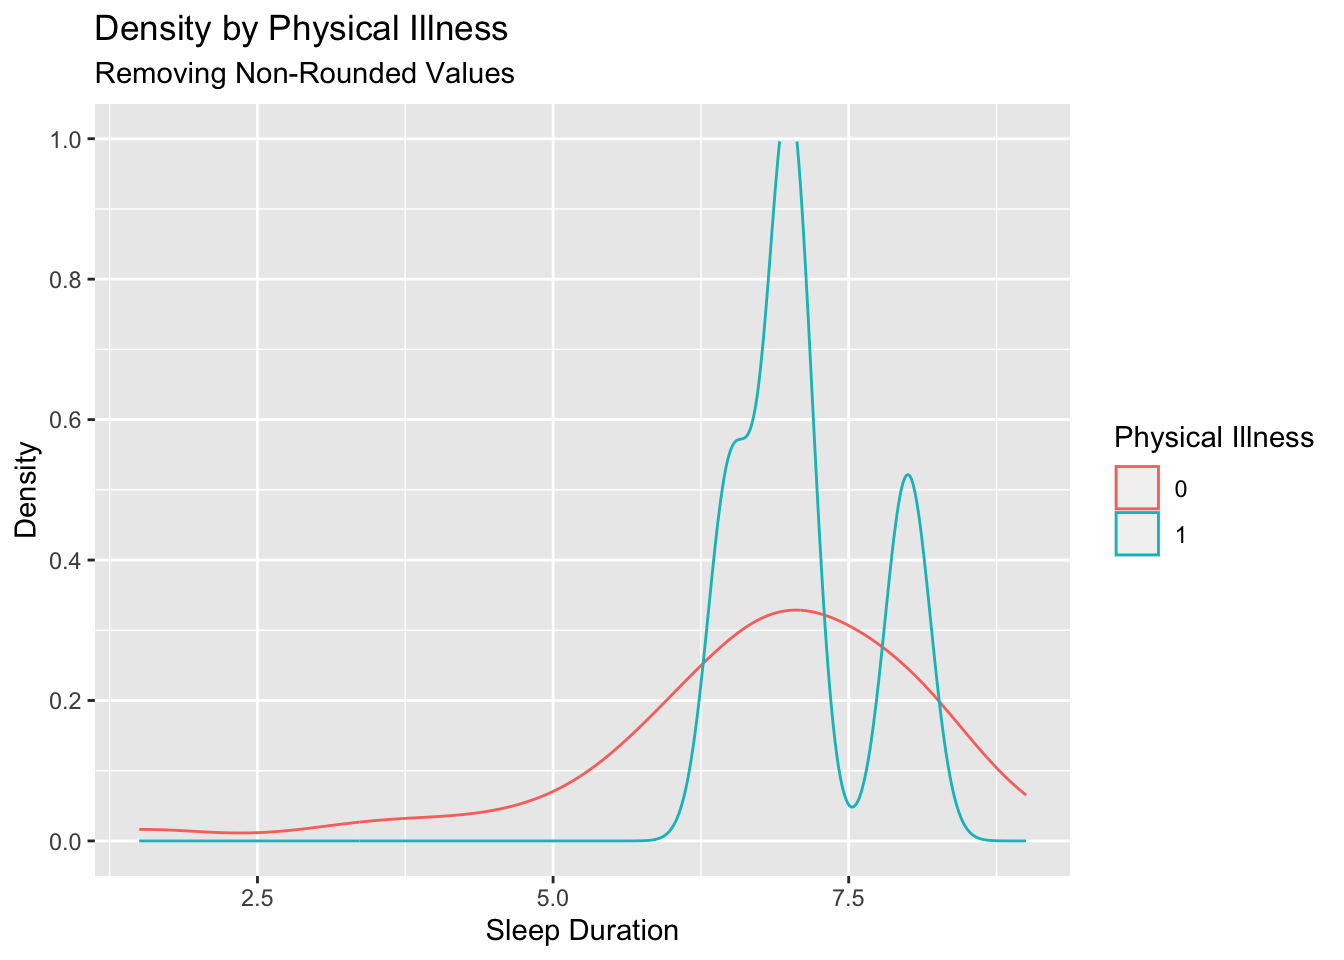 Density by Physical Illness
Removing Non-Rounded Values
1.0
0.8
0.6
0.4
0.2
0.0
Density
2.5 5.0 7.5
Sleep Duration
Physical Illness
0
1